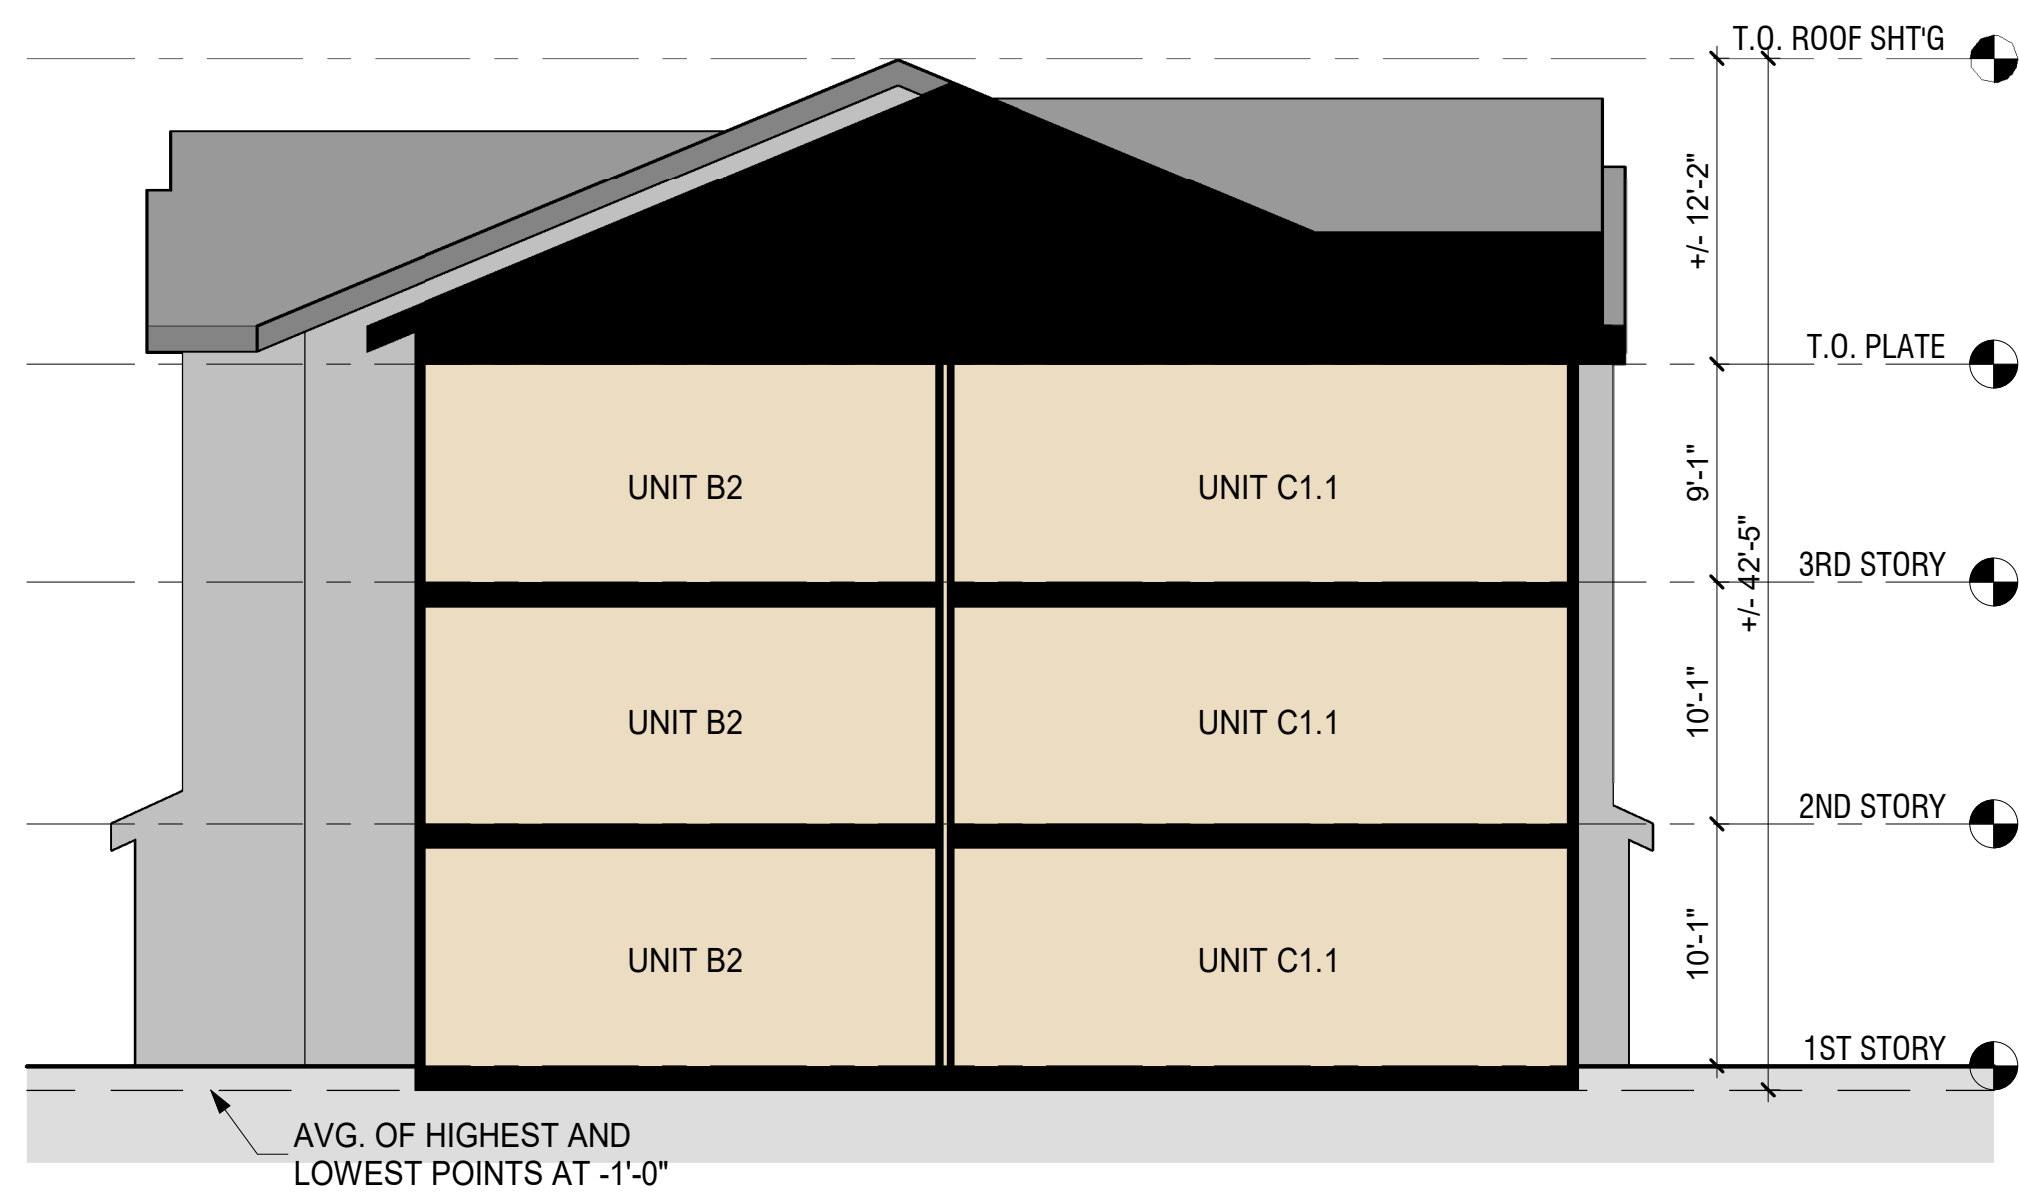 T.O. ROOF SHT'G
+/- 12'-2"
T.O. PLATE
9'-1"
UNIT B2
UNIT C1.1
+/- 42'-5"
3RD STORY
10'-1"
UNIT B2
UNIT C1.1
2ND STORY
10'-1"
UNIT B2
UNIT C1.1
1ST STORY
AVG. OF HIGHEST AND
LOWEST POINTS AT -1'-0"